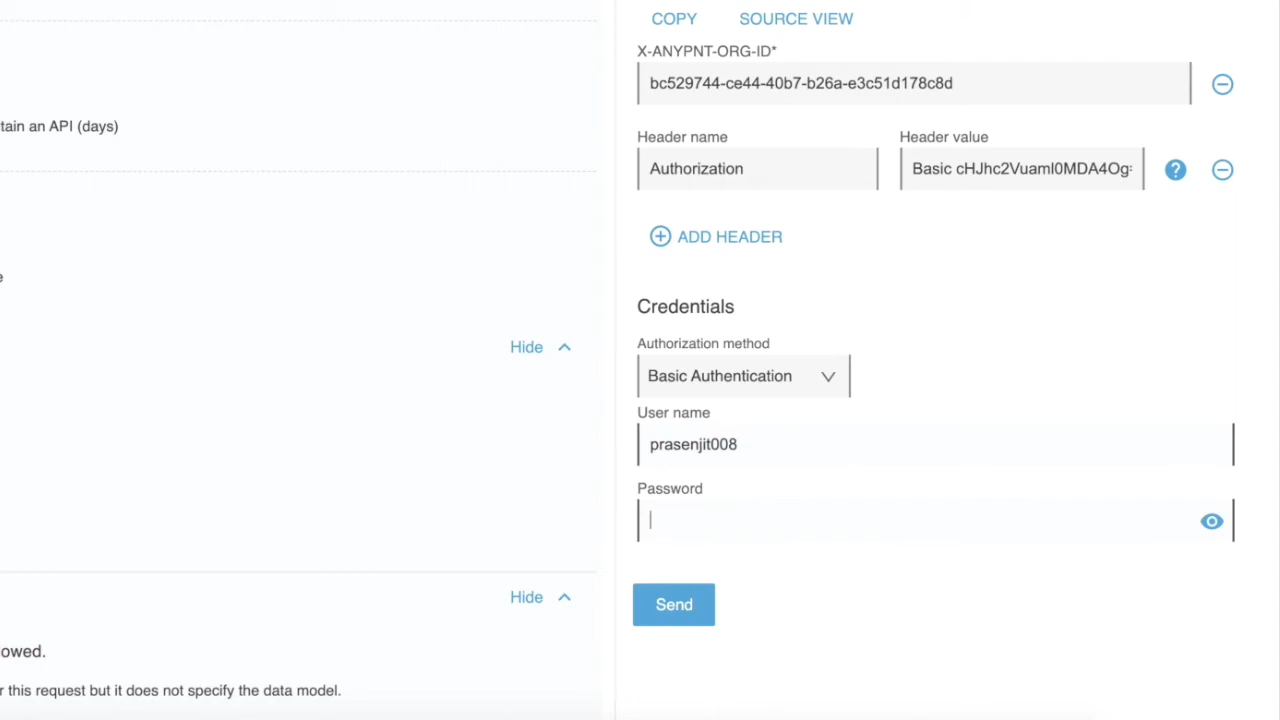 COPY SOURCE VIEW
X-ANYPNT-ORG-ID*
bc529744-ce44-40b7-b26a-e3c51d178c8d
tain an API (days)
Header name Header value
Authorization Basic cHJhc2Vuaml0MDA4Og=
ADD HEADER
e
Credentials
Hide
Authorization method
Basic Authentication
User name
prasenjit008
Password
Hide
Send
owed.
r this request but it does not specify the data model.